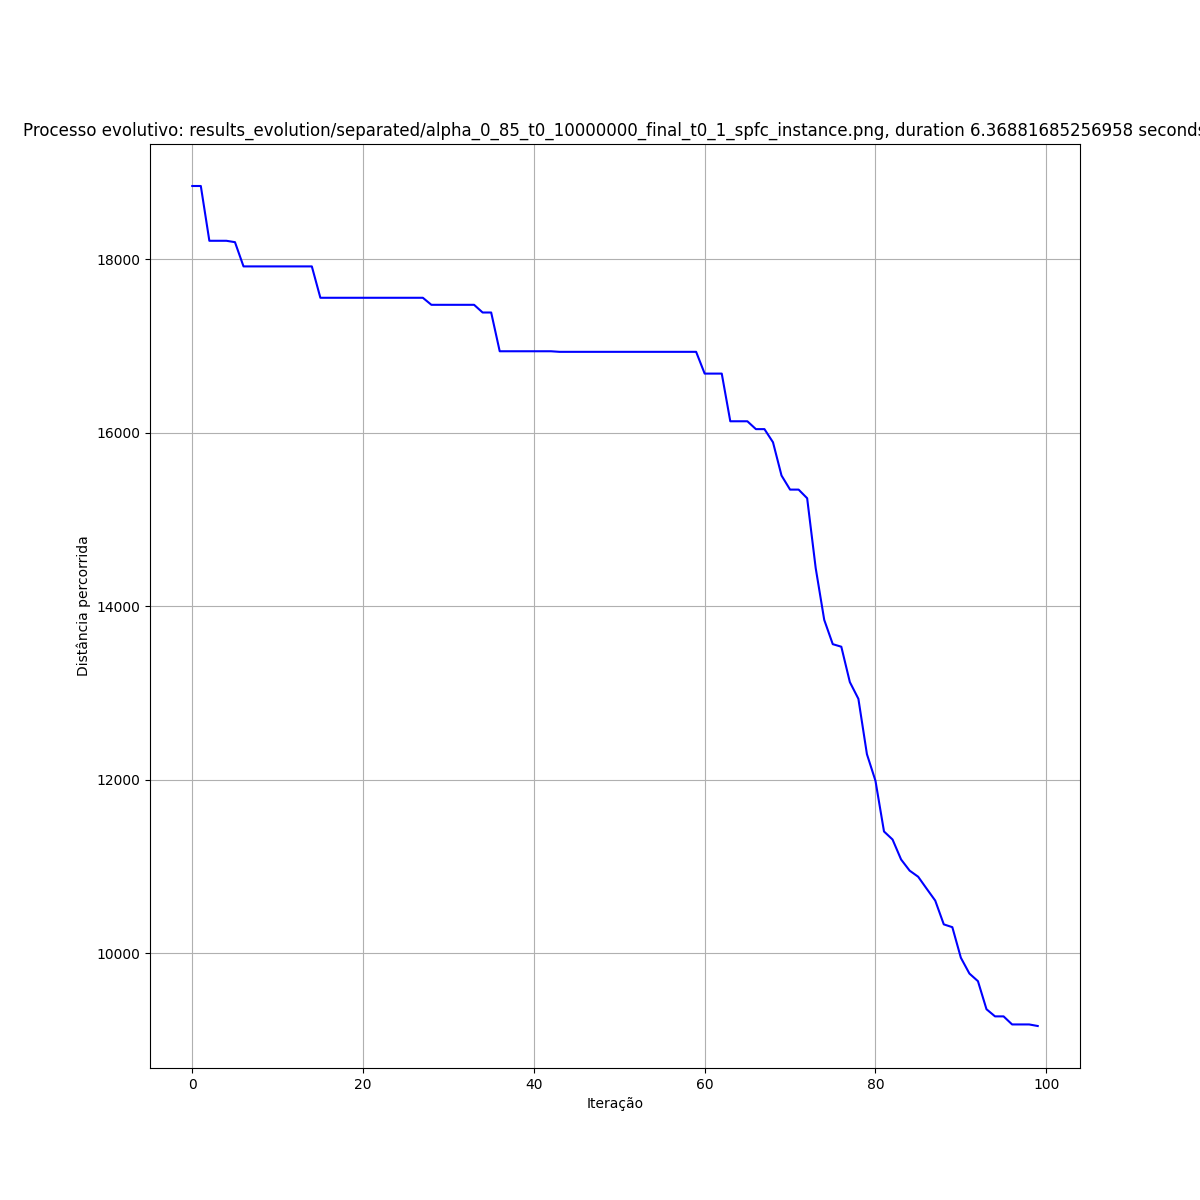 Processo evolutivo: results_evolution/separated/alpha_0_85_t0_10000000_final_t0_1_spfc_instance.png, duration 6.36881685256958 seconds
18000
16000
14000
12000
10000
Distância percorrida
0 20 40 60 80 100
Iteração